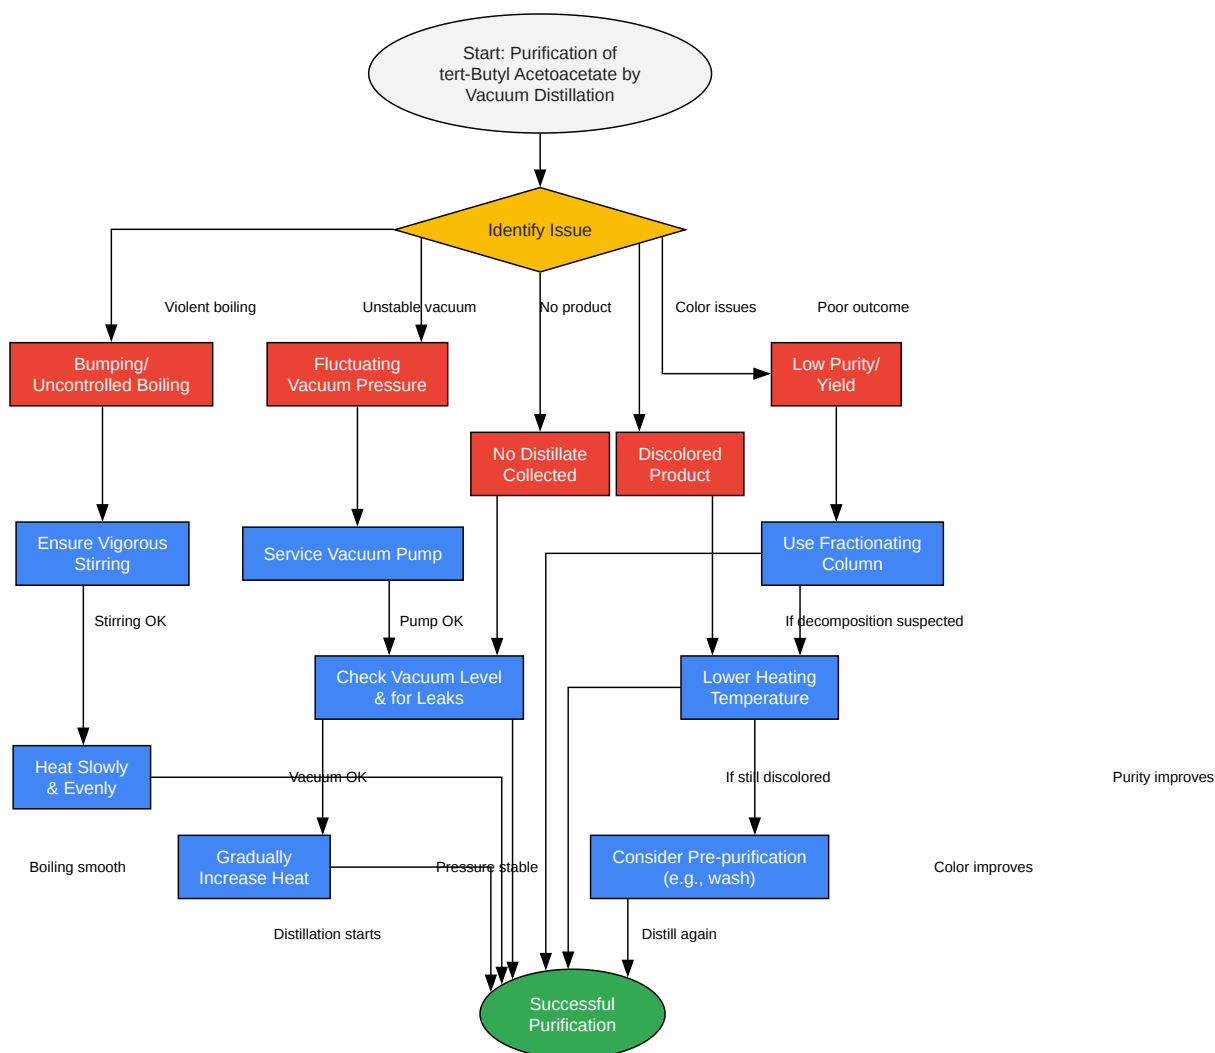 Start: Purification of
tert-Butyl Acetoacetate by
Vacuum Distillation
Identify Issue
Violent boiling
Unstable vacuum
No product
Color issues
Poor outcome
Bumping/
Uncontrolled Boiling
Fluctuating
Vacuum Pressure
Low Purity/
Yield
No Distillate
Collected
Discolored
Product
Ensure Vigorous
Stirring
Service Vacuum Pump
Use Fractionating
Column
Stirring OK
Pump OK
If decomposition suspected
Check Vacuum Level
& for Leaks
Lower Heating
Temperature
Heat Slowly
& Evenly
Vacuum OK
If still discolored
Purity improves
Boiling smooth
Gradually
Increase Heat
Pressure stable
Consider Pre-purification
(e.g., wash)
Color improves
Distillation starts
Distill again
Successful
Purification